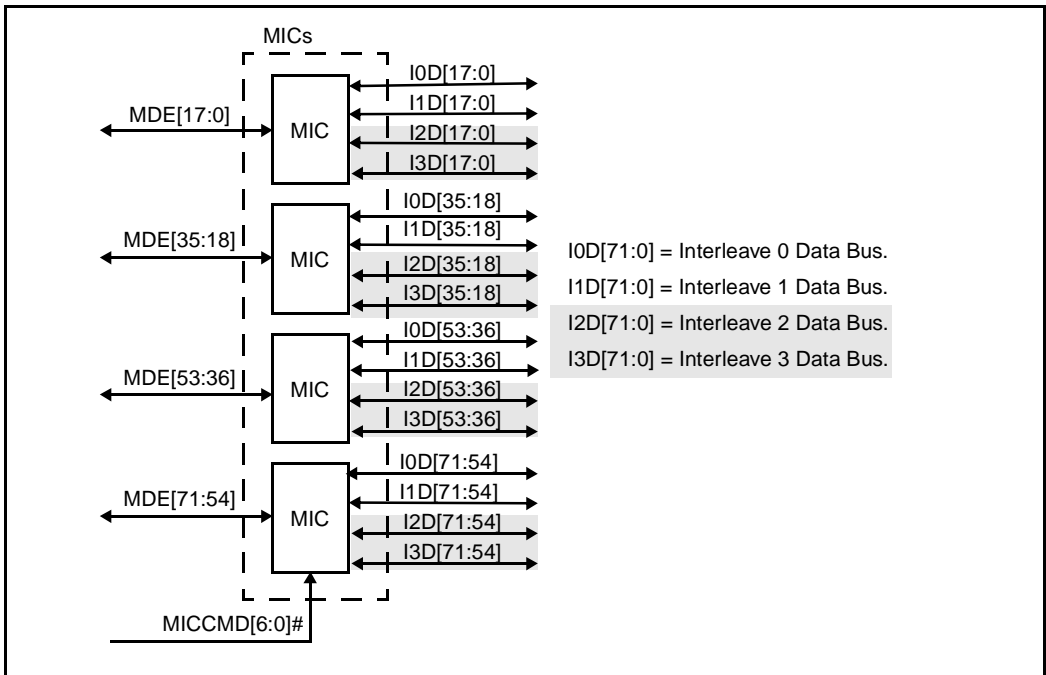 MICs
MDE[17:0]
MIC
I0D[17:0]
I1D[17:0]
I2D[17:0]
I3D[17:0]
MDE[35:18]
MIC
I0D[35:18]
I1D[35:18]
I2D[35:18]
I3D[35:18]
MDE[53:36]
MIC
I0D[53:36]
I1D[53:36]
I2D[53:36]
I3D[53:36]
MDE[71:54]
MIC
I0D[71:54]
I1D[71:54]
I2D[71:54]
I3D[71:54]
MICCMD[6:0]#
I0D[71:0] = Interleave 0 Data Bus.
I1D[71:0] = Interleave 1 Data Bus.
I2D[71:0] = Interleave 2 Data Bus.
I3D[71:0] = Interleave 3 Data Bus.